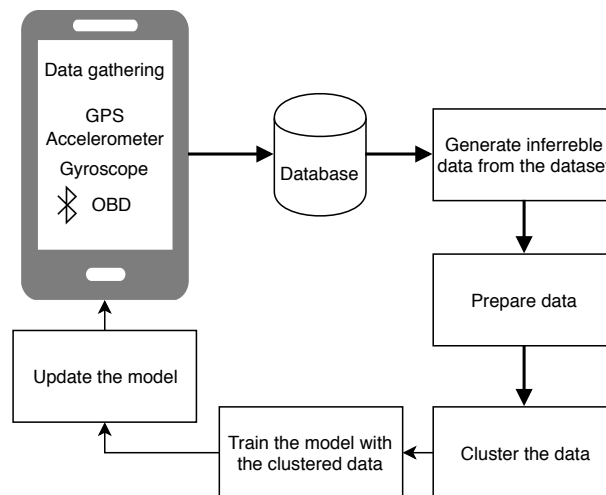 Data gathering
GPS
Accelerometer
Gyroscope
OBD
Database
Generate inferreble
data from the dataset
Prepare data
Cluster the data
Train the model with
the clustered data
Update the model